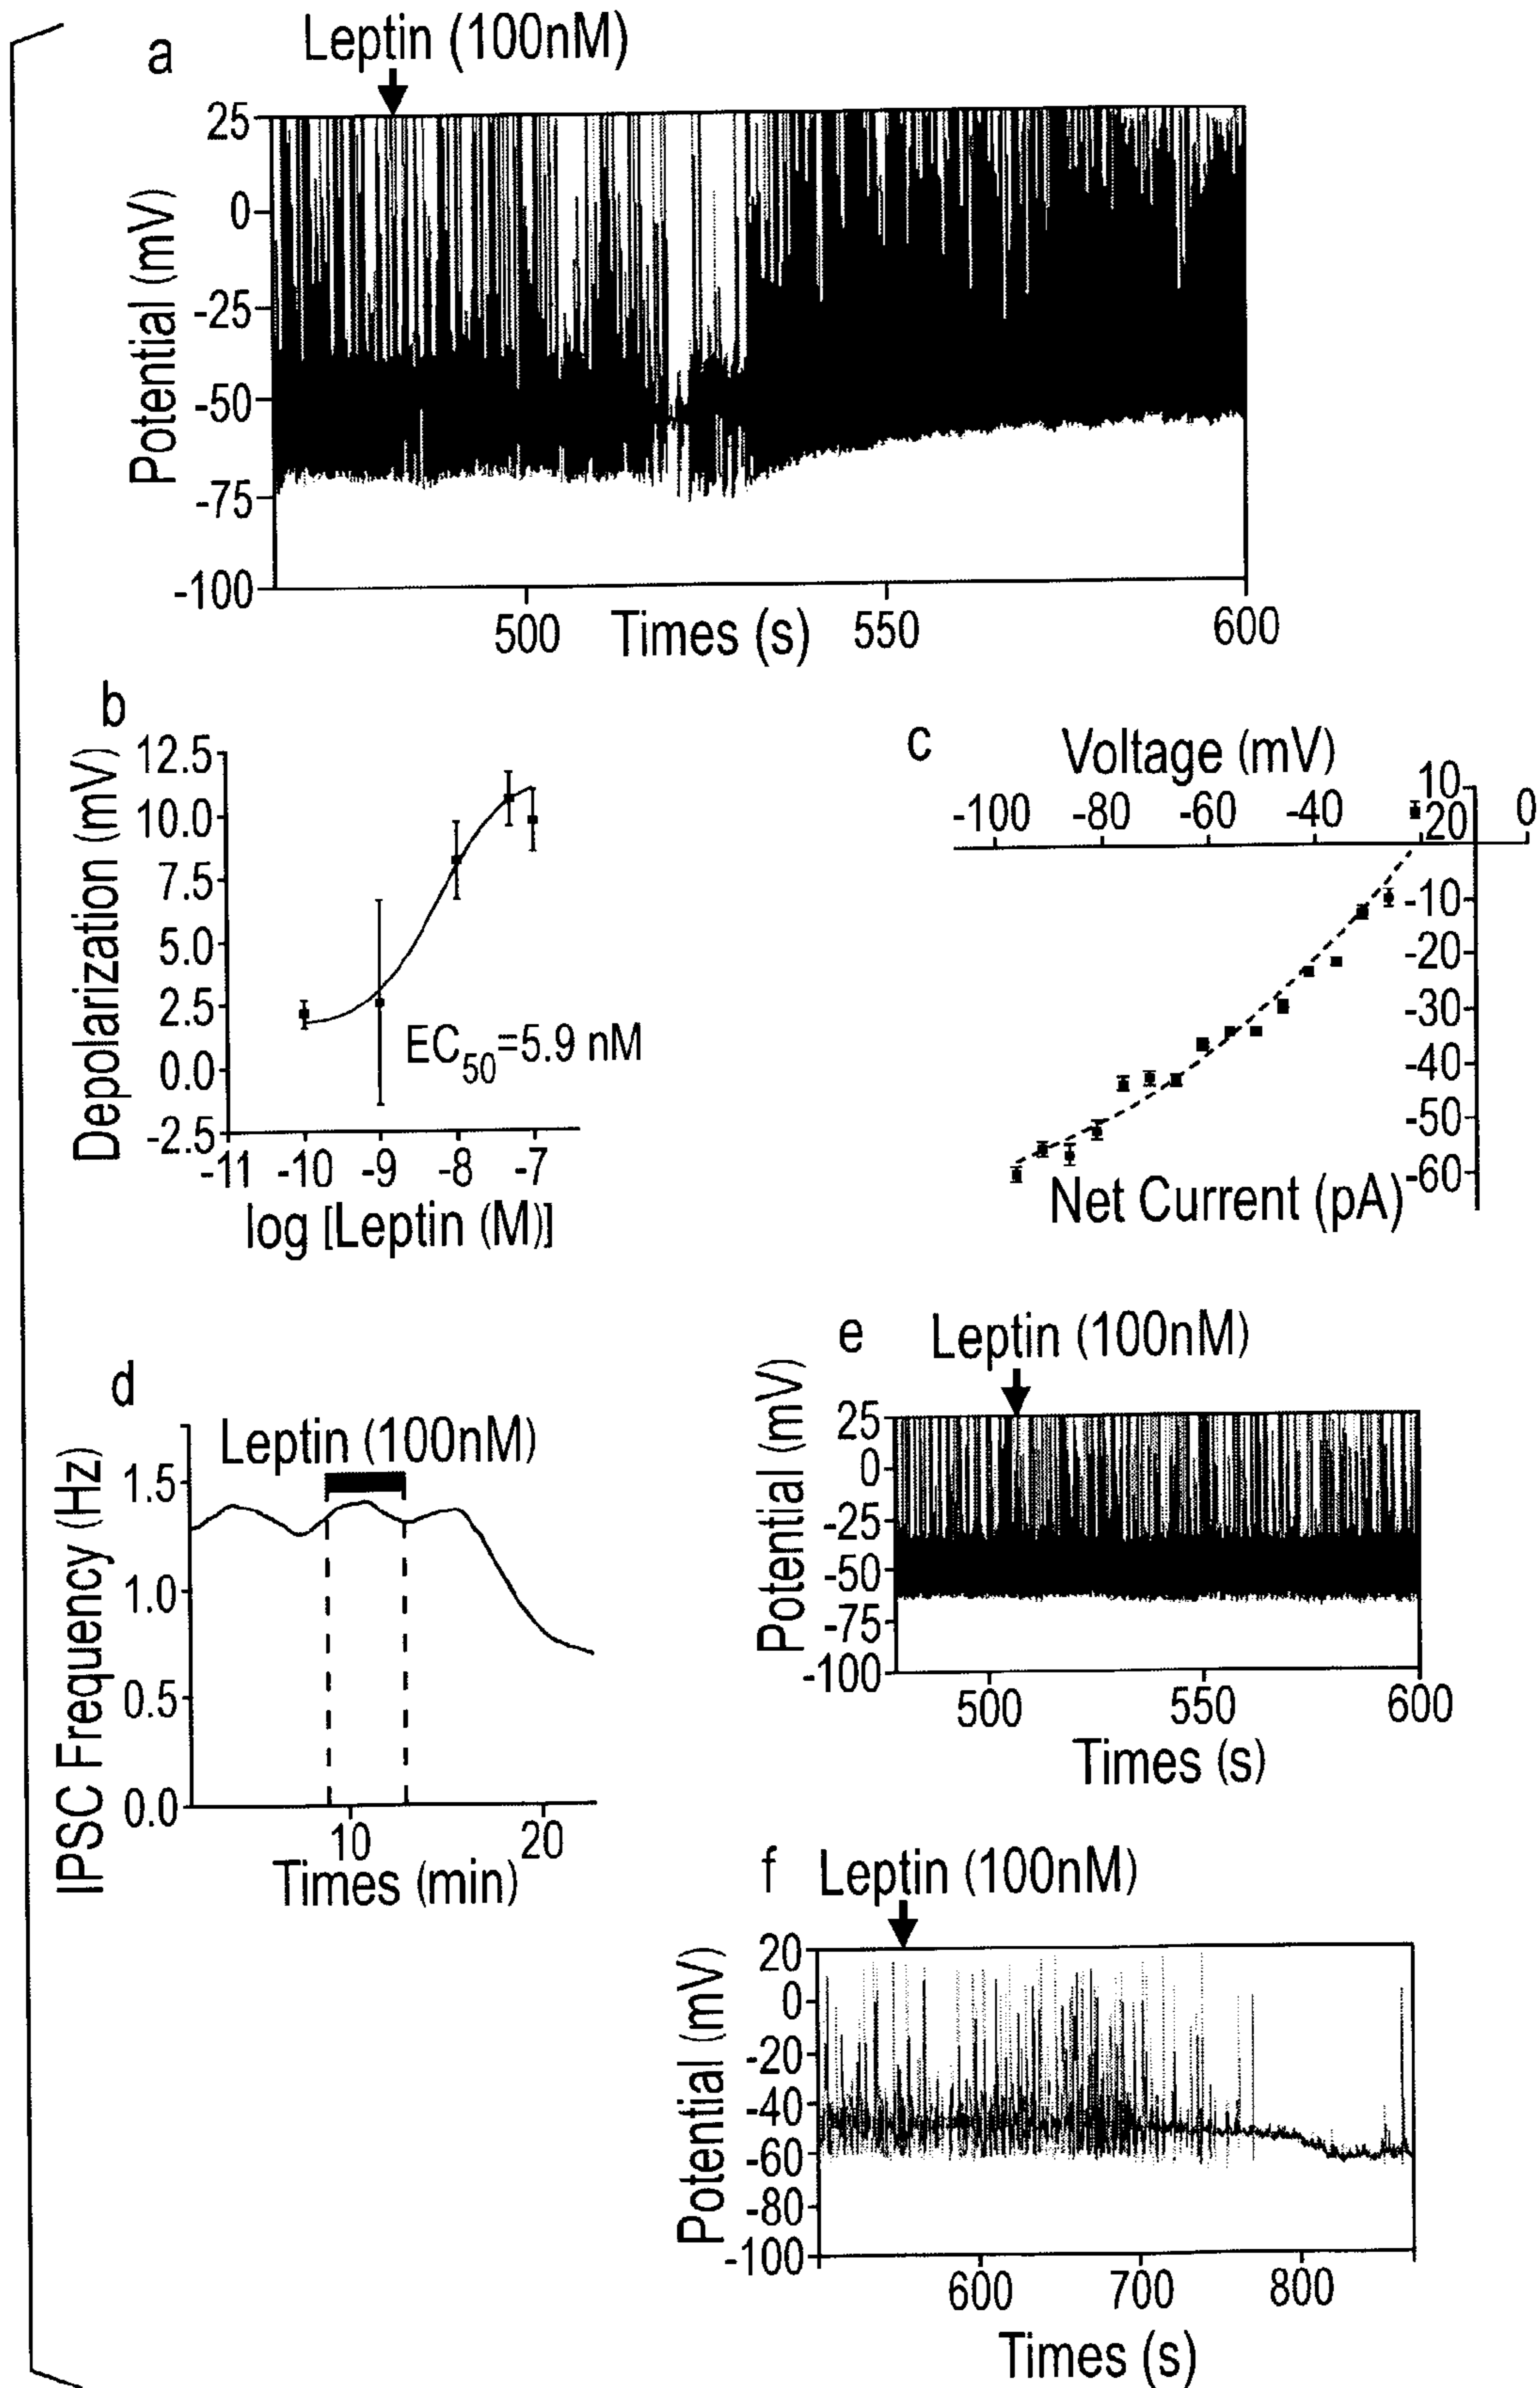 a
Leptin (100nM)
25
0
-25
-50
-75
-100
Potential (mV)
500 Times (s) 550 600
b
12.5
10.0
7.5
5.0
2.5
0.0
-2.5
Depolarization (mV)
EC50=5.9 nM
-11 -10 -9 -8 -7
log [Leptin (M)]
c
Voltage (mV)
-100 -80 -60 -40 20 0
10
-10
-20
-30
-40
-50
-60
Net Current (pA)
d
Leptin (100nM)
1.5
1.0
0.5
0.0
IPSC Frequency (Hz)
10 20
Times (min)
e
Leptin (100nM)
25
0
-25
-50
-75
-100
Potential (mV)
500 550 600
Times (s)
f
Leptin (100nM)
20
0
-20
-40
-60
-80
-100
Potential (mV)
600 700 800
Times (s)